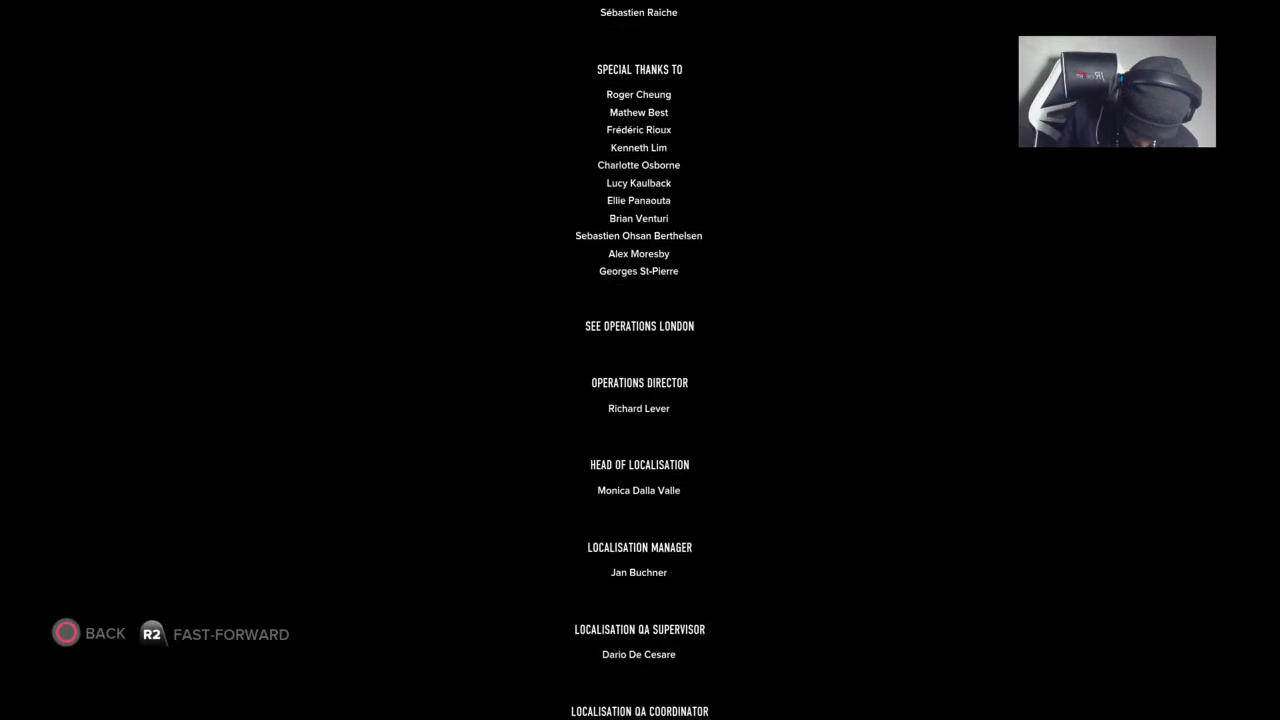 Sébastien Raîche
SPECIAL THANKS TO
Roger Cheung
Mathew Best
Frédéric Rioux
Kenneth Lim
Charlotte Osborne
Lucy Kaulback
Ellie Panaouta
Brian Venturi
Sebastien Ohsan Berthelsen
Alex Moresby
Georges St-Pierre
SEE OPERATIONS LONDON
OPERATIONS DIRECTOR
Richard Lever
HEAD OF LOCALISATION
Monica Dalla Valle
LOCALISATION MANAGER
Jan Buchner
BACK R2 FAST-FORWARD
LOCALISATION QA SUPERVISOR
Dario De Cesare
LOCALISATION QA COORDINATOR